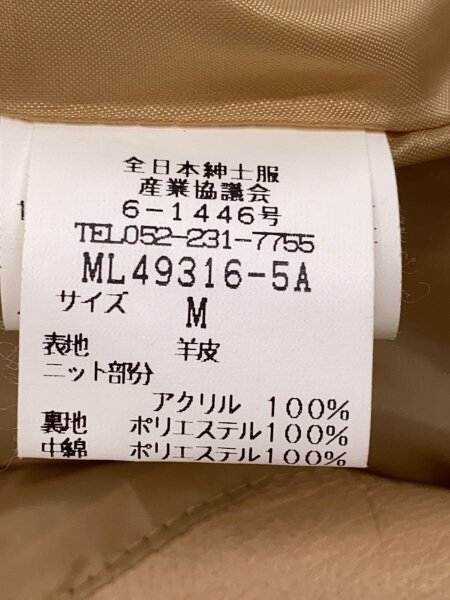 全日本紳士服
産業協議会
6-1446号
TEL052-231-7755
ML49316-5A
サイズ M
表地 羊皮
ニット部分
アクリル 100%
裏地 ポリエステル100%
中綿 ポリエステル100%